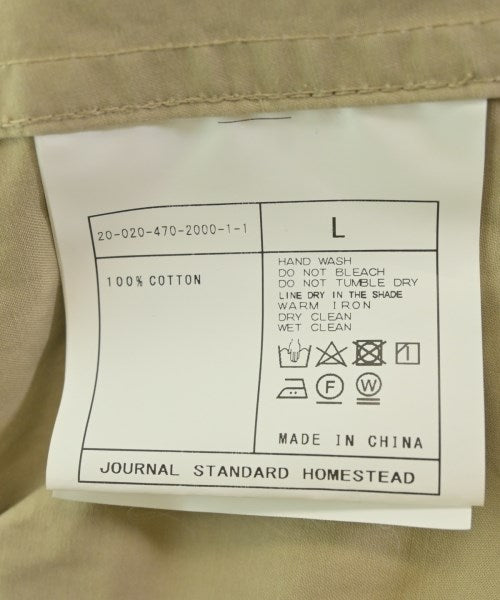 20-020-470-2000-1-1
L
100% COTTON
HAND WASH
DO NOT BLEACH
DO NOT TUMBLE DRY
LINE DRY IN THE SHADE
WARM IRON
DRY CLEAN
WET CLEAN
F
W
MADE IN CHINA
JOURNAL STANDARD HOMESTEAD